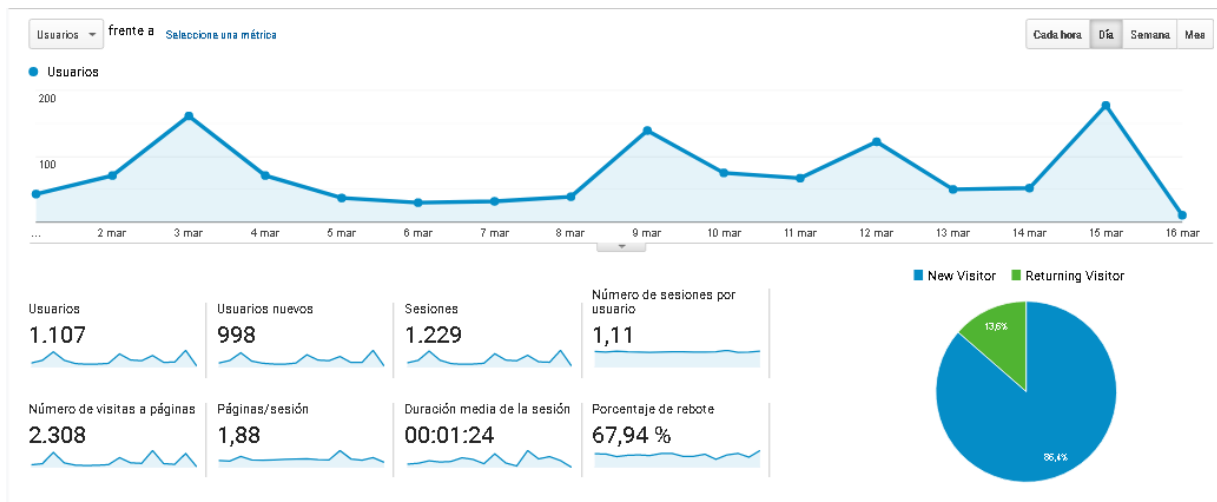 Usuarios frente a Seleccione una métrica Cada hora Día Semana Mes
Usuarios
200
100
... 2 mar 3 mar 4 mar 5 mar 6 mar 7 mar 8 mar 9 mar 10 mar 11 mar 12 mar 13 mar 14 mar 15 mar 16 mar
New Visitor Returning Visitor
Usuarios
1.107
Usuarios nuevos
998
Sesiones
1.229
Número de sesiones por
usuario
1,11
Número de visitas a páginas
2.308
Páginas/sesión
1,88
Duración media de la sesión
00:01:24
Porcentaje de rebote
67,94 %
13,6%
86,4%